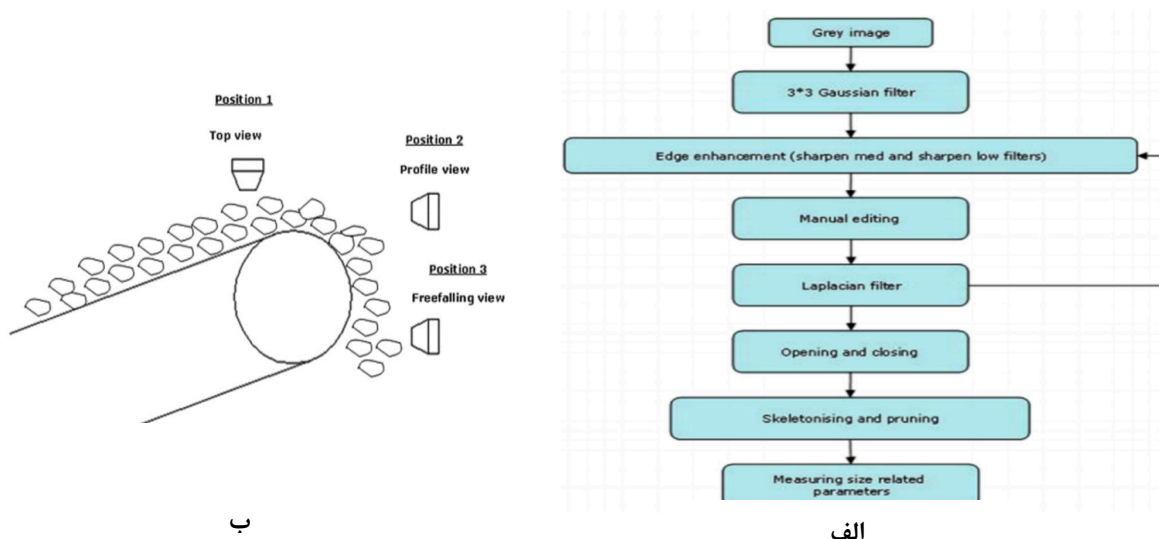 Position 1
Top view
Position 2
Profile view
Position 3
Freefalling view
ب
Grey image
3*3 Gaussian filter
Edge enhancement (sharpen med and sharpen low filters)
Manual editing
Laplacian filter
Opening and closing
Skeletonising and pruning
Measuring size related
parameters
الف